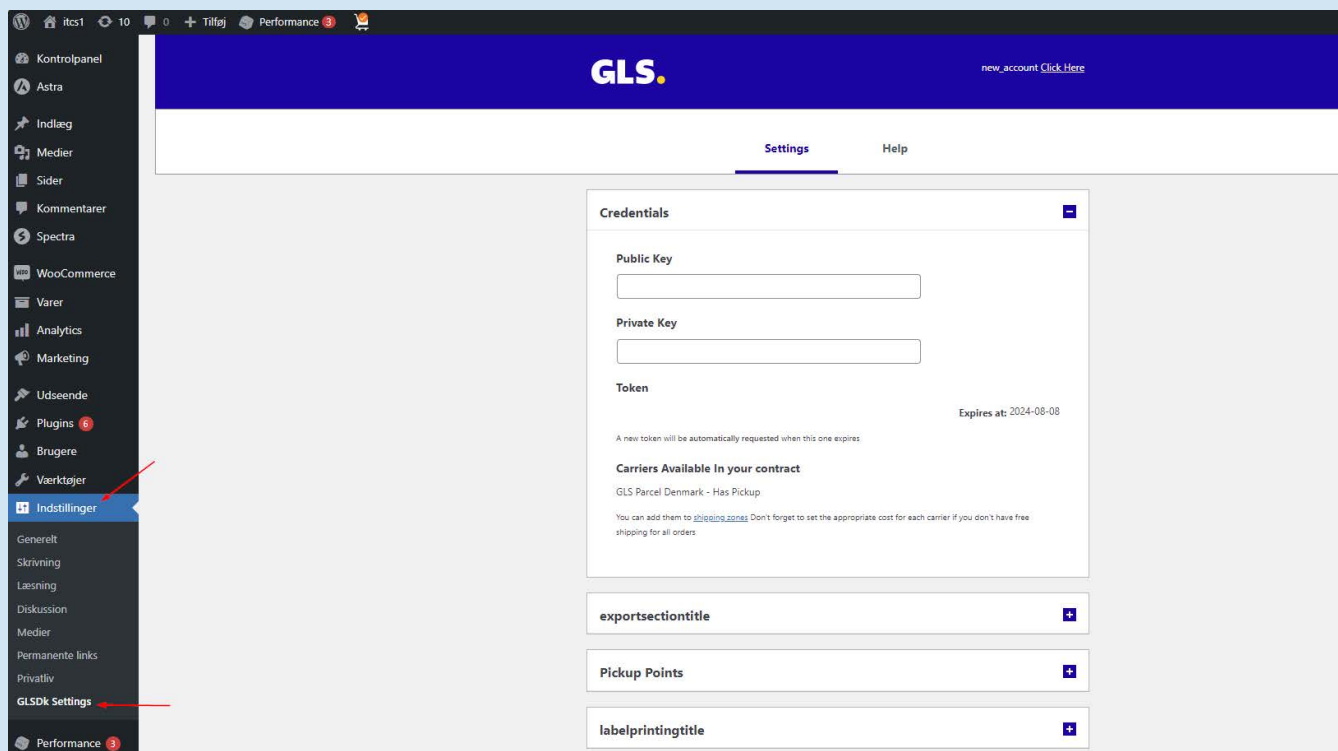 itcs1 10 0 Tilføj Performance 3
Kontrolpanel
Astra
Indlæg
Medier
Sider
Kommentarer
Spectra
WooCommerce
Varer
Analytics
Marketing
Udseende
Plugins 6
Brugere
Værktøjer
Indstillinger
Generelt
Skrivning
Læsning
Diskussion
Medier
Permanente links
Privatliv
GLSDk Settings
Performance 3
GLS.
new_account Click Here
Settings Help
Credentials
Public Key
Private Key
Token
Expires at: 2024-08-08
A new token will be automatically requested when this one expires
Carriers Available In your contract
GLS Parcel Denmark - Has Pickup
You can add them to shipping zones Don't forget to set the appropriate cost for each carrier if you don't have free
shipping for all orders
exportsectiontitle
Pickup Points
labelprintingtitle